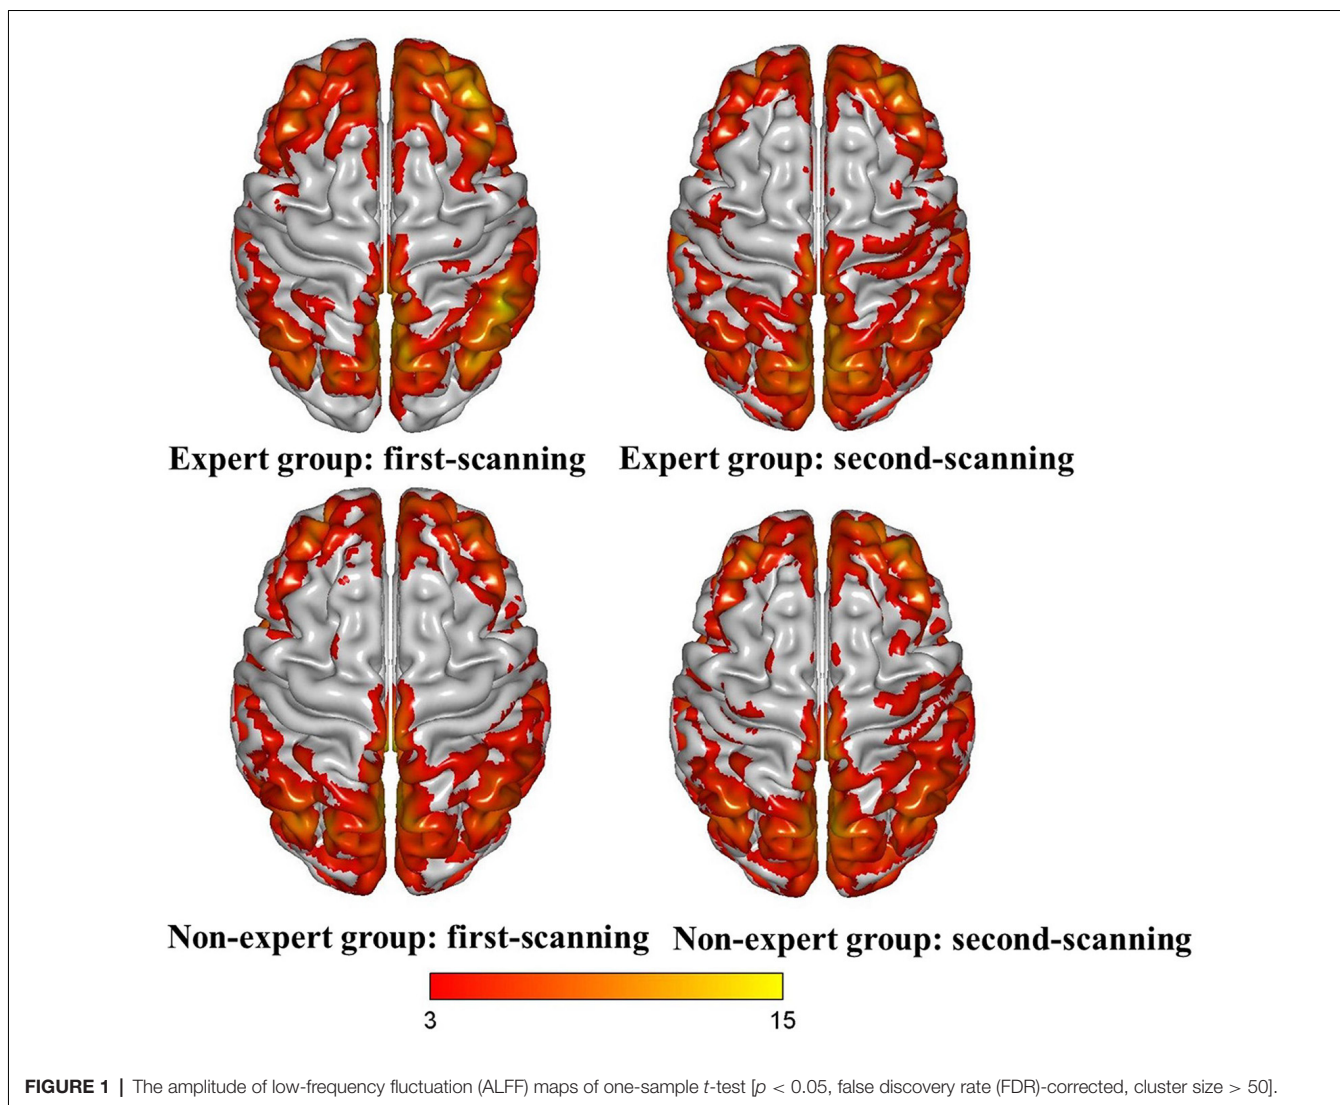 Expert group: first-scanning Expert group: second-scanning
Non-expert group: first-scanning Non-expert group: second-scanning
3 15
FIGURE 1 | The amplitude of low-frequency fluctuation (ALFF) maps of one-sample t-test [p < 0.05, false discovery rate (FDR)-corrected, cluster size > 50].